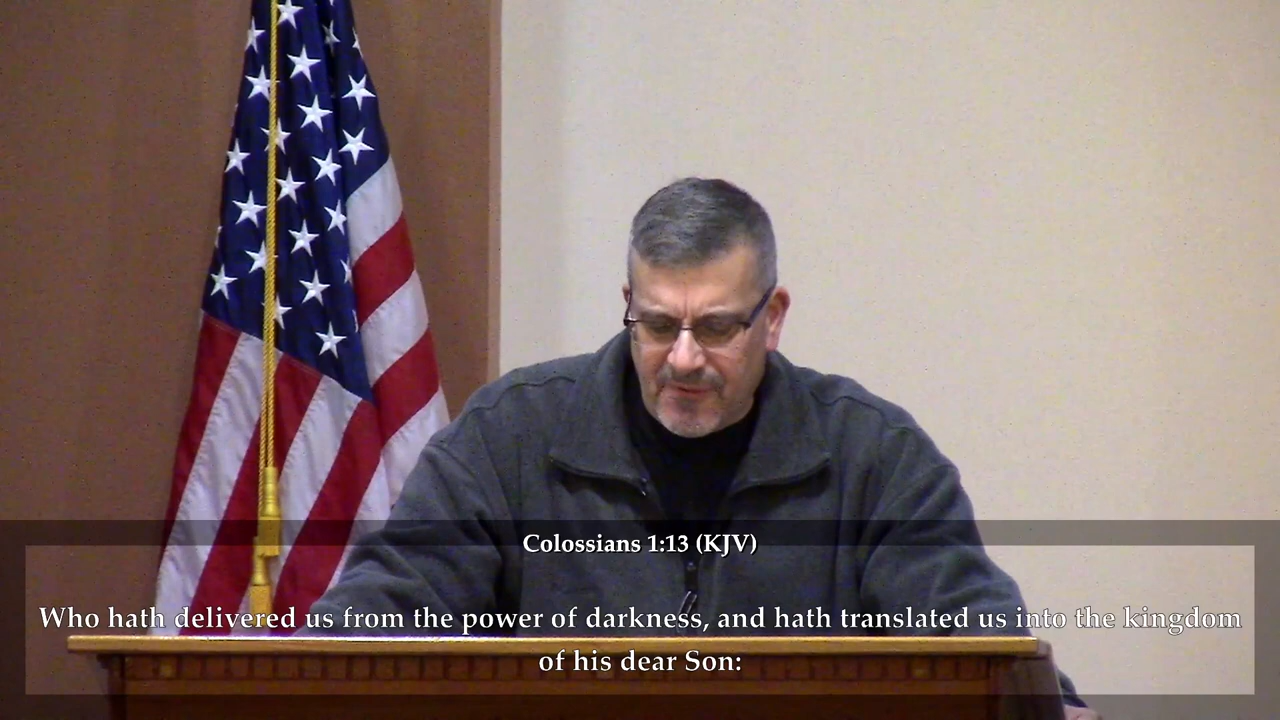 Colossians 1:13 (KJV)
Who hath delivered us from the power of darkness, and hath translated us into the kingdom
of his dear Son: